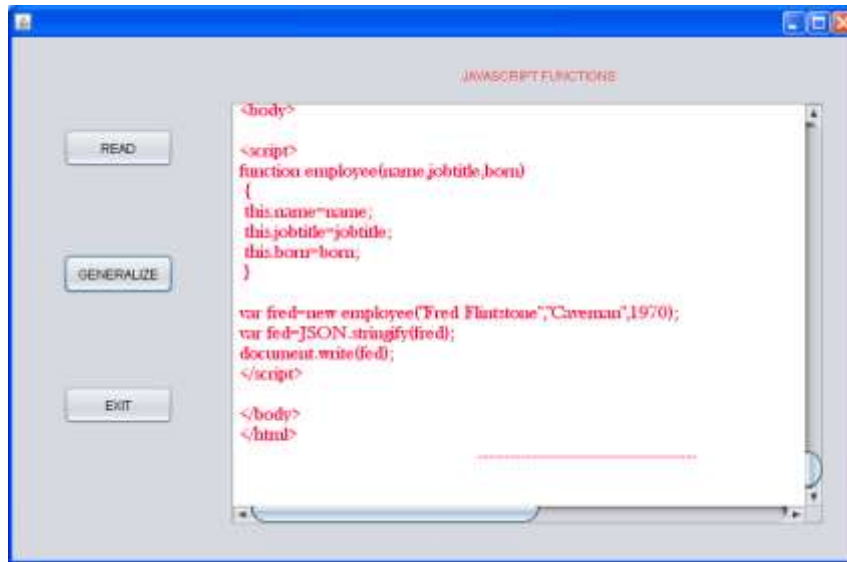 JAVASCRIPT FUNCTIONS
READ
GENERALIZE
EXIT
<body>
<script>
function employee(name,jobtitle,born)
{
this.name=name;
this.jobtitle=jobtitle;
this.born=born;
}
var fred=new employee("Fred Flintstone","Caveman",1970);
var fed=JSON.stringify(fred);
document.write(fed);
</script>
</body>
</html>
---------------------------------------------